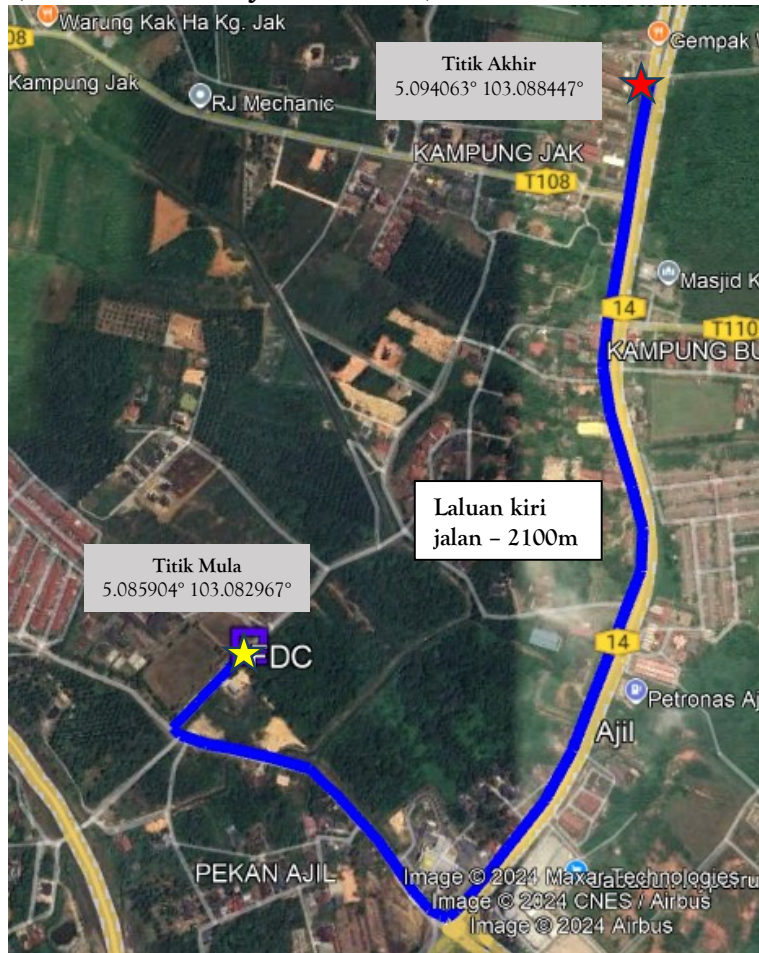 Warung Kak Ha Kg. Jak
08
Gempak
Titik Akhir
5.094063° 103.088447°
Kampung Jak
RJ Mechanic
KAMPUNG JAK
T108
Masjid K
14
T110
KAMPUNG BU
Laluan kiri
jalan – 2100m
Titik Mula
5.085904° 103.082967°
14
DC
Petronas Aj
Ajil
PEKAN AJIL
Image © 2024 Maxar Technologies
Image © 2024 CNES / Airbus
Image © 2024 Airbus